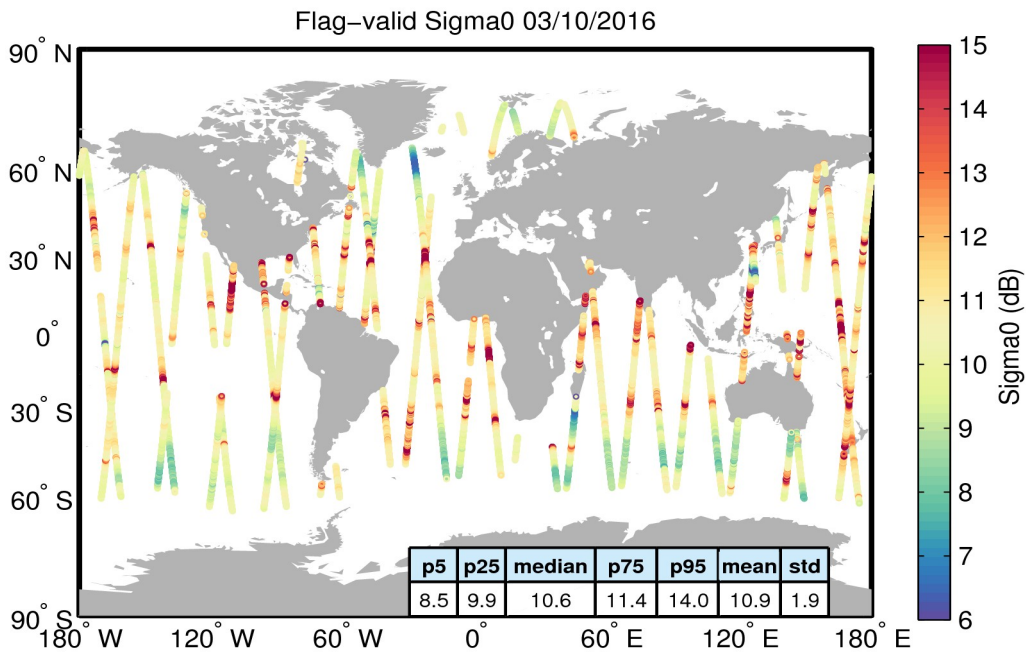 Flag−valid Sigma0 03/10/2016
90° N
60° N
30° N
0°
30° S
60° S
90° S
180° W
120° W
60° W
0°
60° E
120° E
180° E
15
14
13
12
11
10
9
8
7
6
Sigma0 (dB)
p5 p25 median p75 p95 mean std
8.5 9.9 10.6 11.4 14.0 10.9 1.9